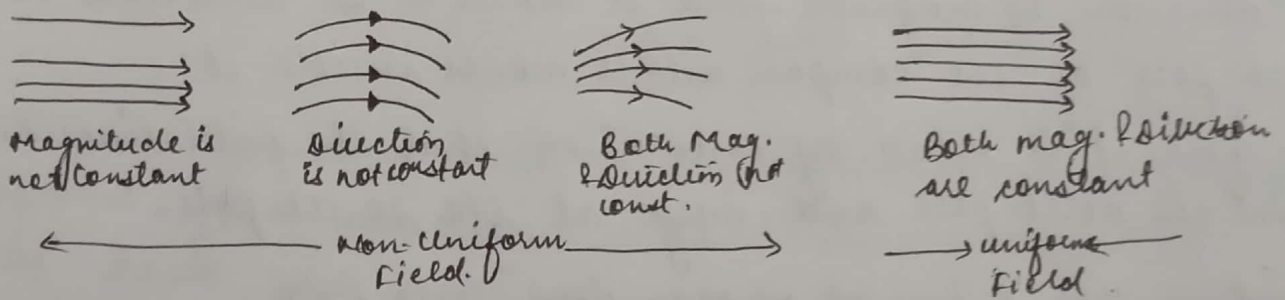 Magnitude is
not constant
Direction
is not constant
Both Mag.
& Direction not
const.
Both mag. & Direction
are constant
Non-Uniform
Field.
uniform
Field